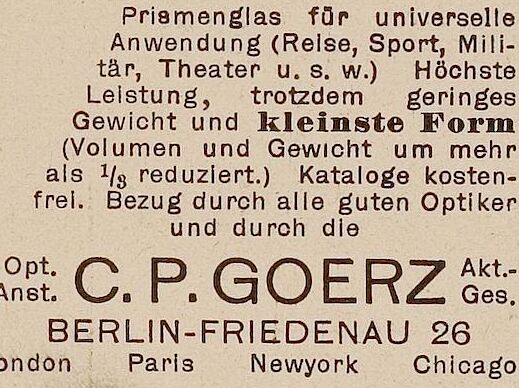 Prismenglas für universelle
Anwendung (Reise, Sport, Mili-
tär, Theater u. s. w.) Höchste
Leistung, trotzdem geringes
Gewicht und kleinste Form
(Volumen und Gewicht um mehr
als 1/3 reduziert.) Kataloge kosten-
frei. Bezug durch alle guten Optiker
und durch die
Opt. Anst. C. P. GOERZ Akt.-Ges.
BERLIN-FRIEDENAU 26
ondon Paris Newyork Chicago